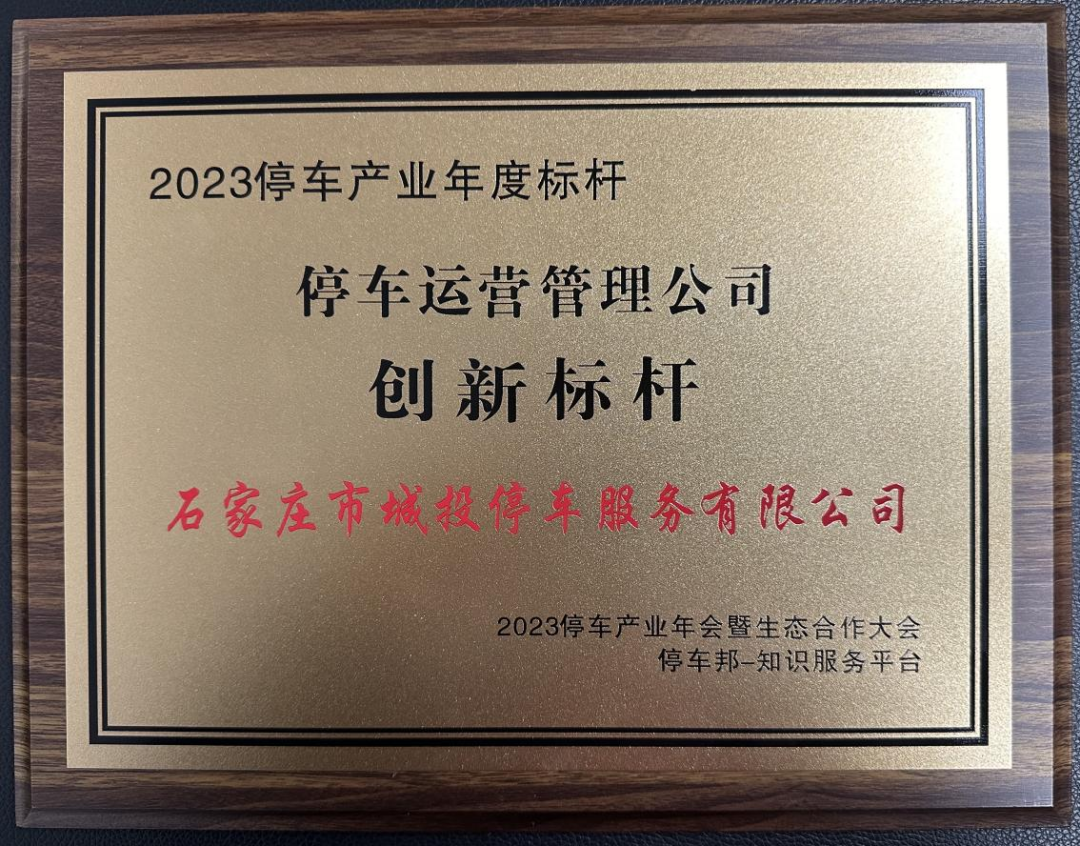 2023停车产业年度标杆
停车运营管理公司
创新标杆
石家庄市城投停车服务有限公司
2023停车产业年会暨生态合作大会
停车邦-知识服务平台